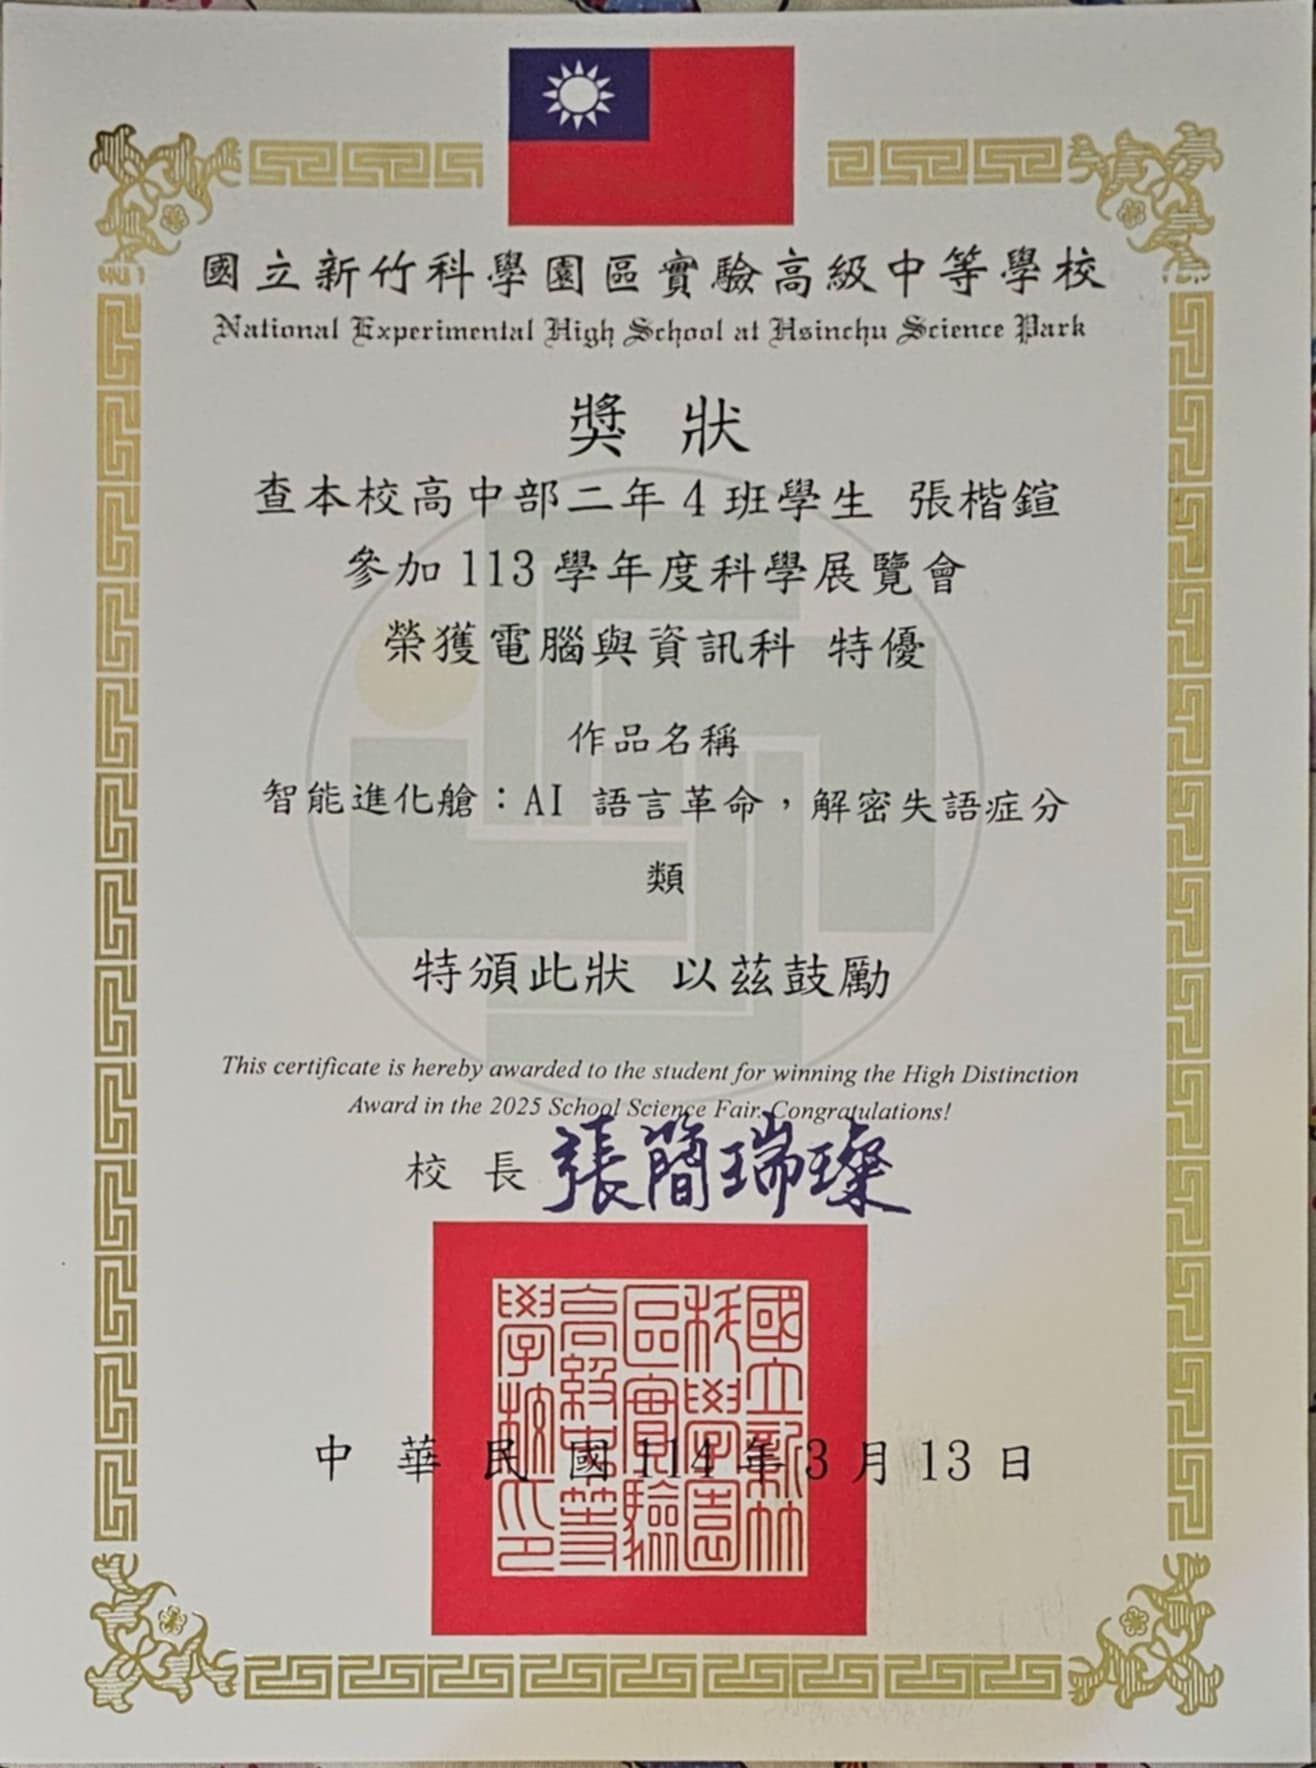 國立新竹科學園區實驗高級中等學校
National Experimental High School at Hsinchu Science Park
獎 狀
查本校高中部二年4班學生 張楷鍹
參加113學年度科學展覽會
榮獲電腦與資訊科 特優
作品名稱
智能進化艙：AI 語言革命，解密失語症分
類
特頒此狀 以茲鼓勵
This certificate is hereby awarded to the student for winning the High Distinction
Award in the 2025 School Science Fair. Congratulations!
校長 張簡瑞璨
國立新竹
科學園
區實驗
高級中等
學校印
中華民國114年3月13日